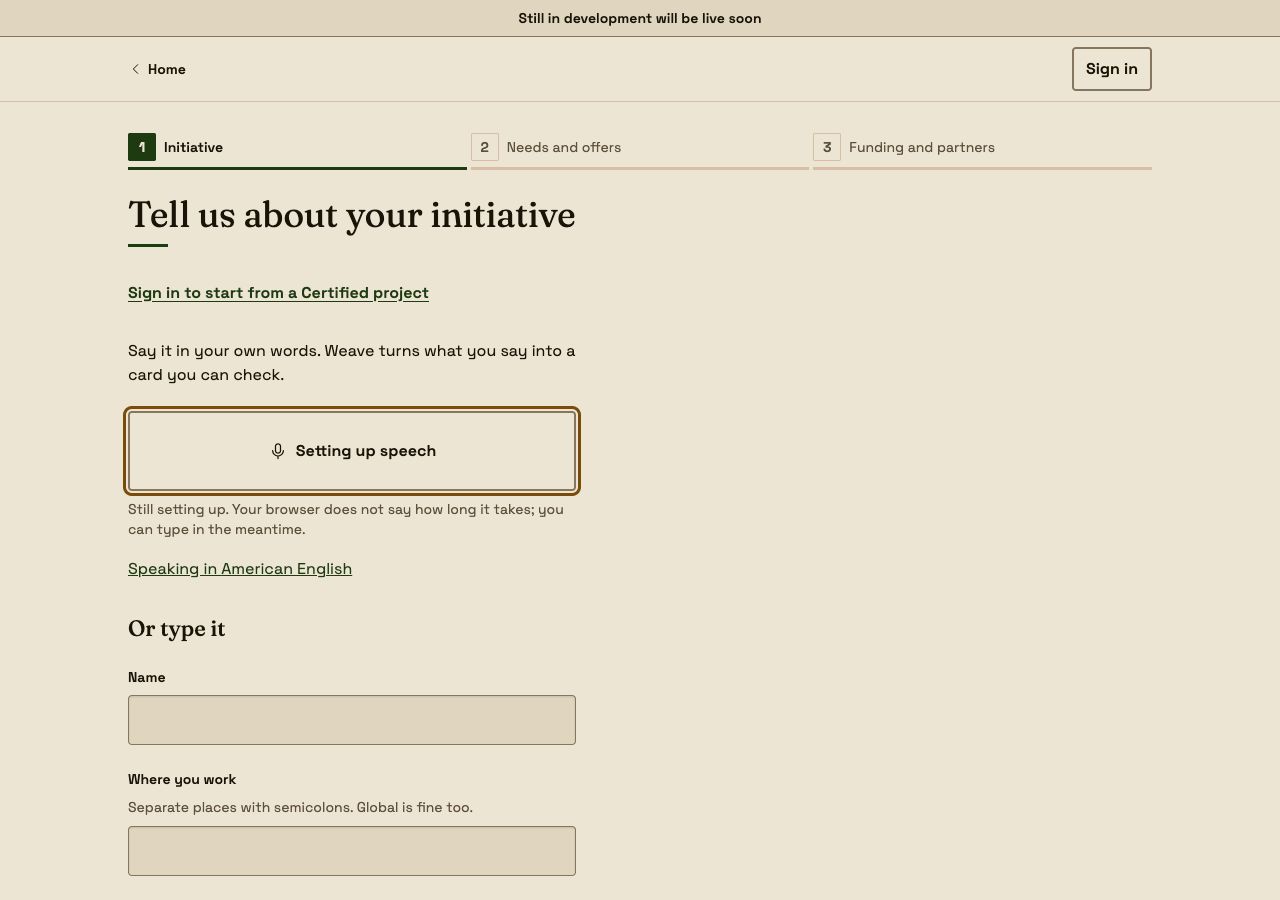 Still in development will be live soon
Home
Sign in
1 Initiative
2 Needs and offers
3 Funding and partners
Tell us about your initiative
Sign in to start from a Certified project
Say it in your own words. Weave turns what you say into a
card you can check.
Setting up speech
Still setting up. Your browser does not say how long it takes; you
can type in the meantime.
Speaking in American English
Or type it
Name
Where you work
Separate places with semicolons. Global is fine too.